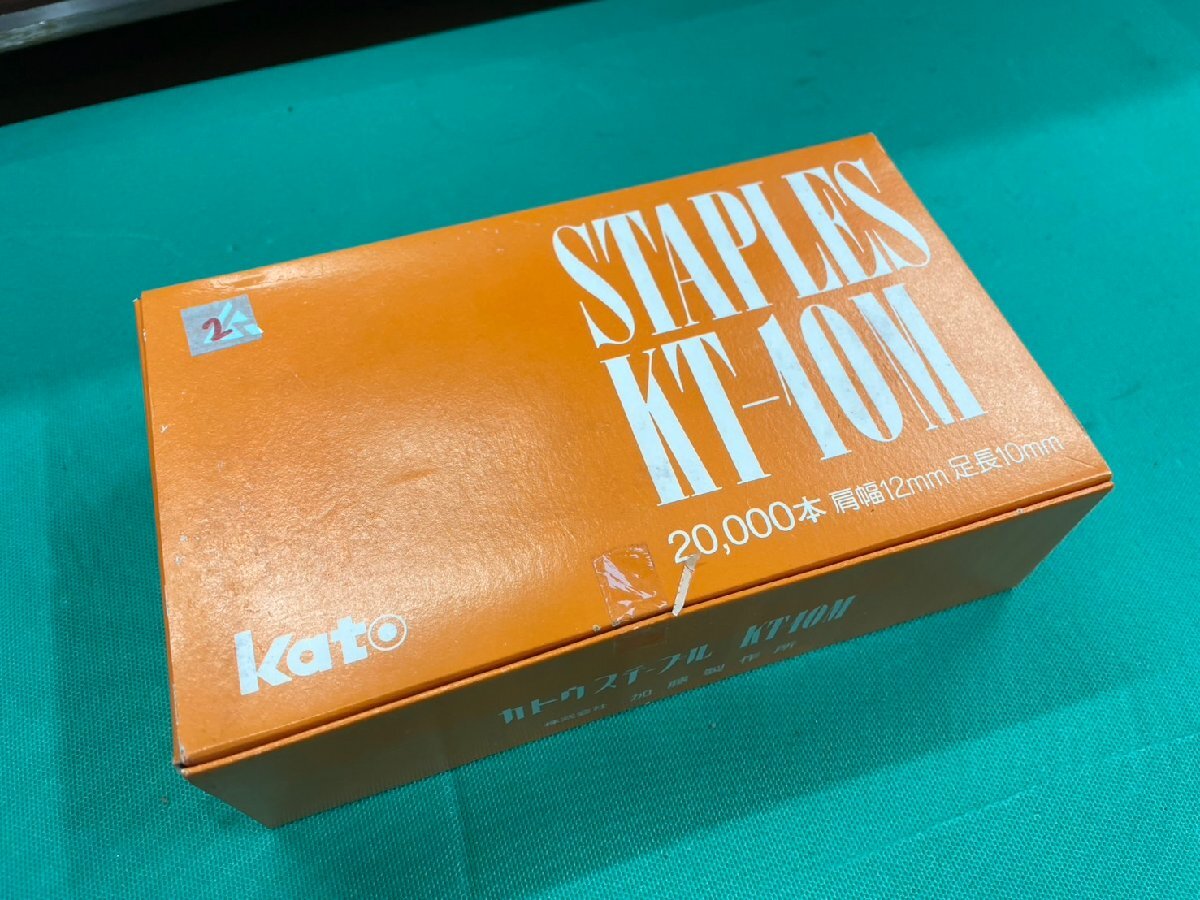 2
STAPLES
KT-10M
20,000本 肩幅12mm 足長10mm
Kato
カトウステープル KT10M
株式会社 加藤製作所